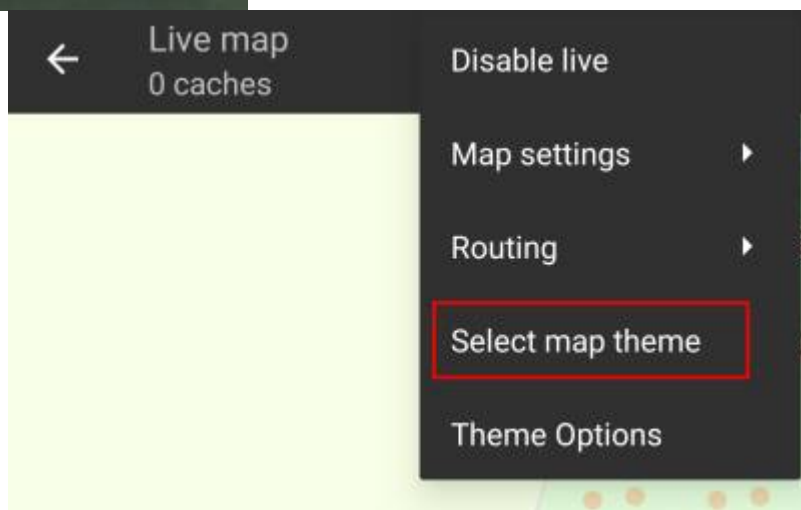 Live map
0 caches
Disable live
Map settings
Routing
Select map theme
Theme Options